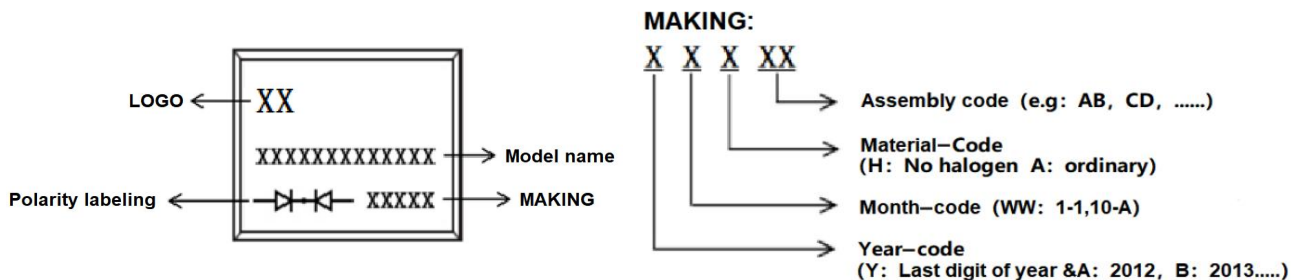 LOGO
XX
XXXXXXXXXXXXX
Model name
Polarity labeling
XXXXX
MAKING
MAKING:
X X X XX
Assembly code (e.g: AB, CD, ......)
Material-Code
(H: No halogen A: ordinary)
Month-code (WW: 1-1,10-A)
Year-code
(Y: Last digit of year &A: 2012, B: 2013.....)